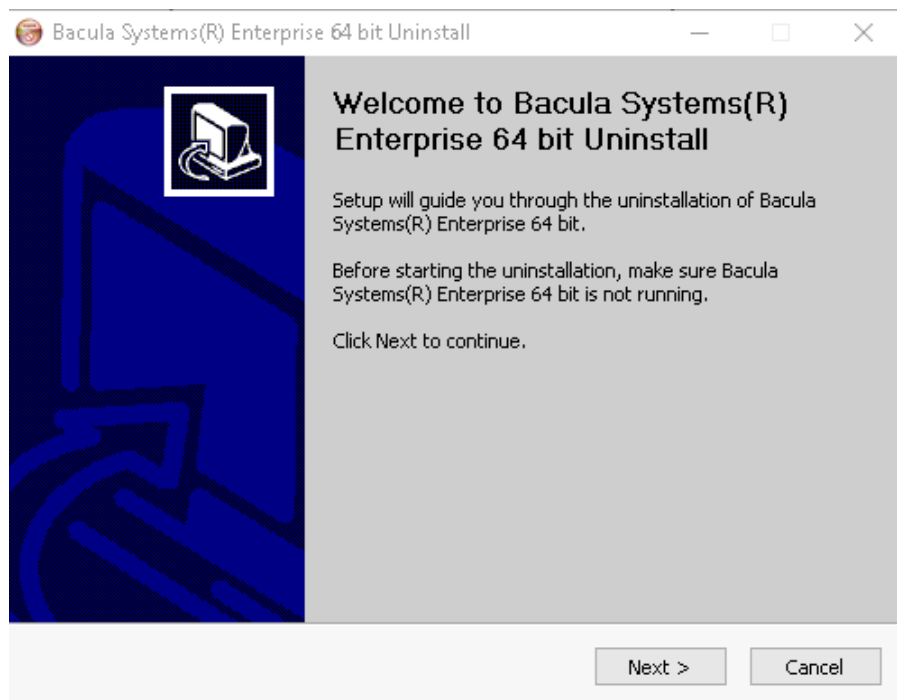 Bacula Systems(R) Enterprise 64 bit Uninstall
Welcome to Bacula Systems(R)
Enterprise 64 bit Uninstall
Setup will guide you through the uninstallation of Bacula
Systems(R) Enterprise 64 bit.
Before starting the uninstallation, make sure Bacula
Systems(R) Enterprise 64 bit is not running.
Click Next to continue.
Next >
Cancel